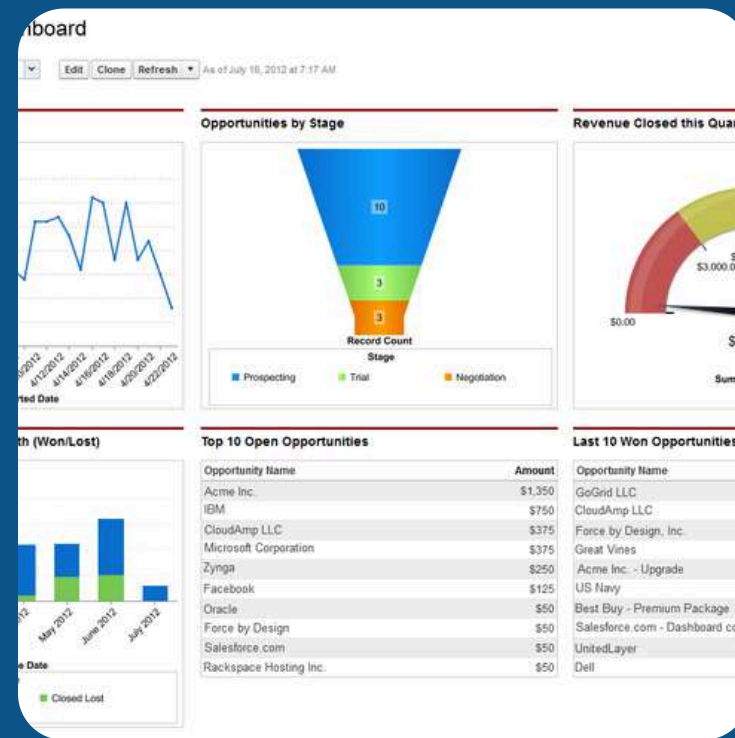 board
Edit Clone Refresh As of July 16, 2012 at 7:17 AM
Opportunities by Stage
10
3
3
Record Count
Stage
Prospecting Trial Negotiation
Revenue Closed this Quar
$3,000.0
$0.00
$
Sum
4/12/2012 4/14/2012 4/16/2012 4/18/2012 4/20/2012 4/22/2012
rted Date
th (Won/Lost)
May 2012 June 2012 July 2012
e Date
Closed Lost
Top 10 Open Opportunities
Opportunity Name Amount
Acme Inc. $1,350
IBM $750
CloudAmp LLC $375
Microsoft Corporation $375
Zynga $250
Facebook $125
Oracle $50
Force by Design $50
Salesforce.com $50
Rackspace Hosting Inc. $50
Last 10 Won Opportunities
Opportunity Name
GoGrid LLC
CloudAmp LLC
Force by Design, Inc.
Great Vines
Acme Inc. - Upgrade
US Navy
Best Buy - Premium Package
Salesforce.com - Dashboard co
UnitedLayer
Dell